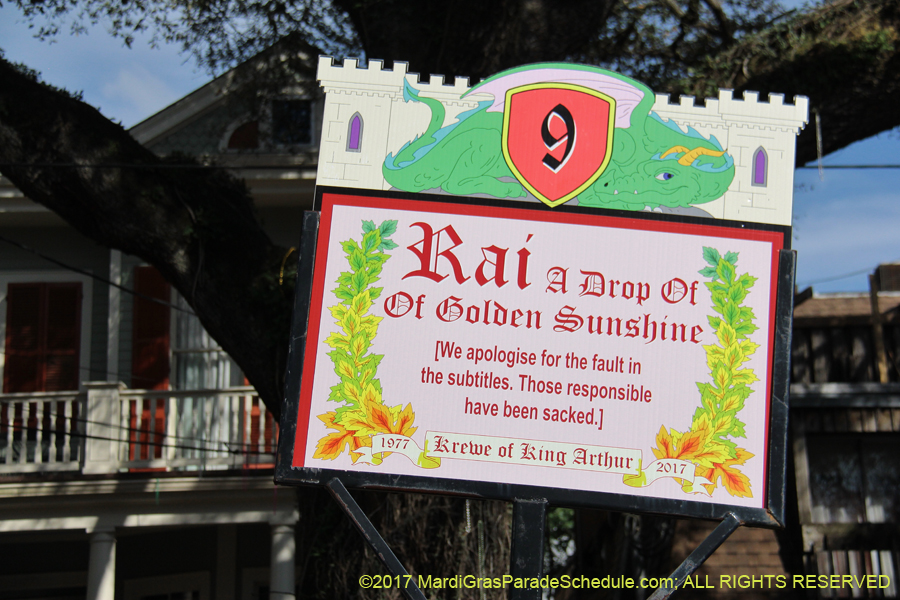 9
Rai A Drop Of
Of Golden Sunshine
[We apologise for the fault in
the subtitles. Those responsible
have been sacked.]
1977 Krewe of King Arthur 2017
©2017 MardiGrasParadeSchedule.com; ALL RIGHTS RESERVED